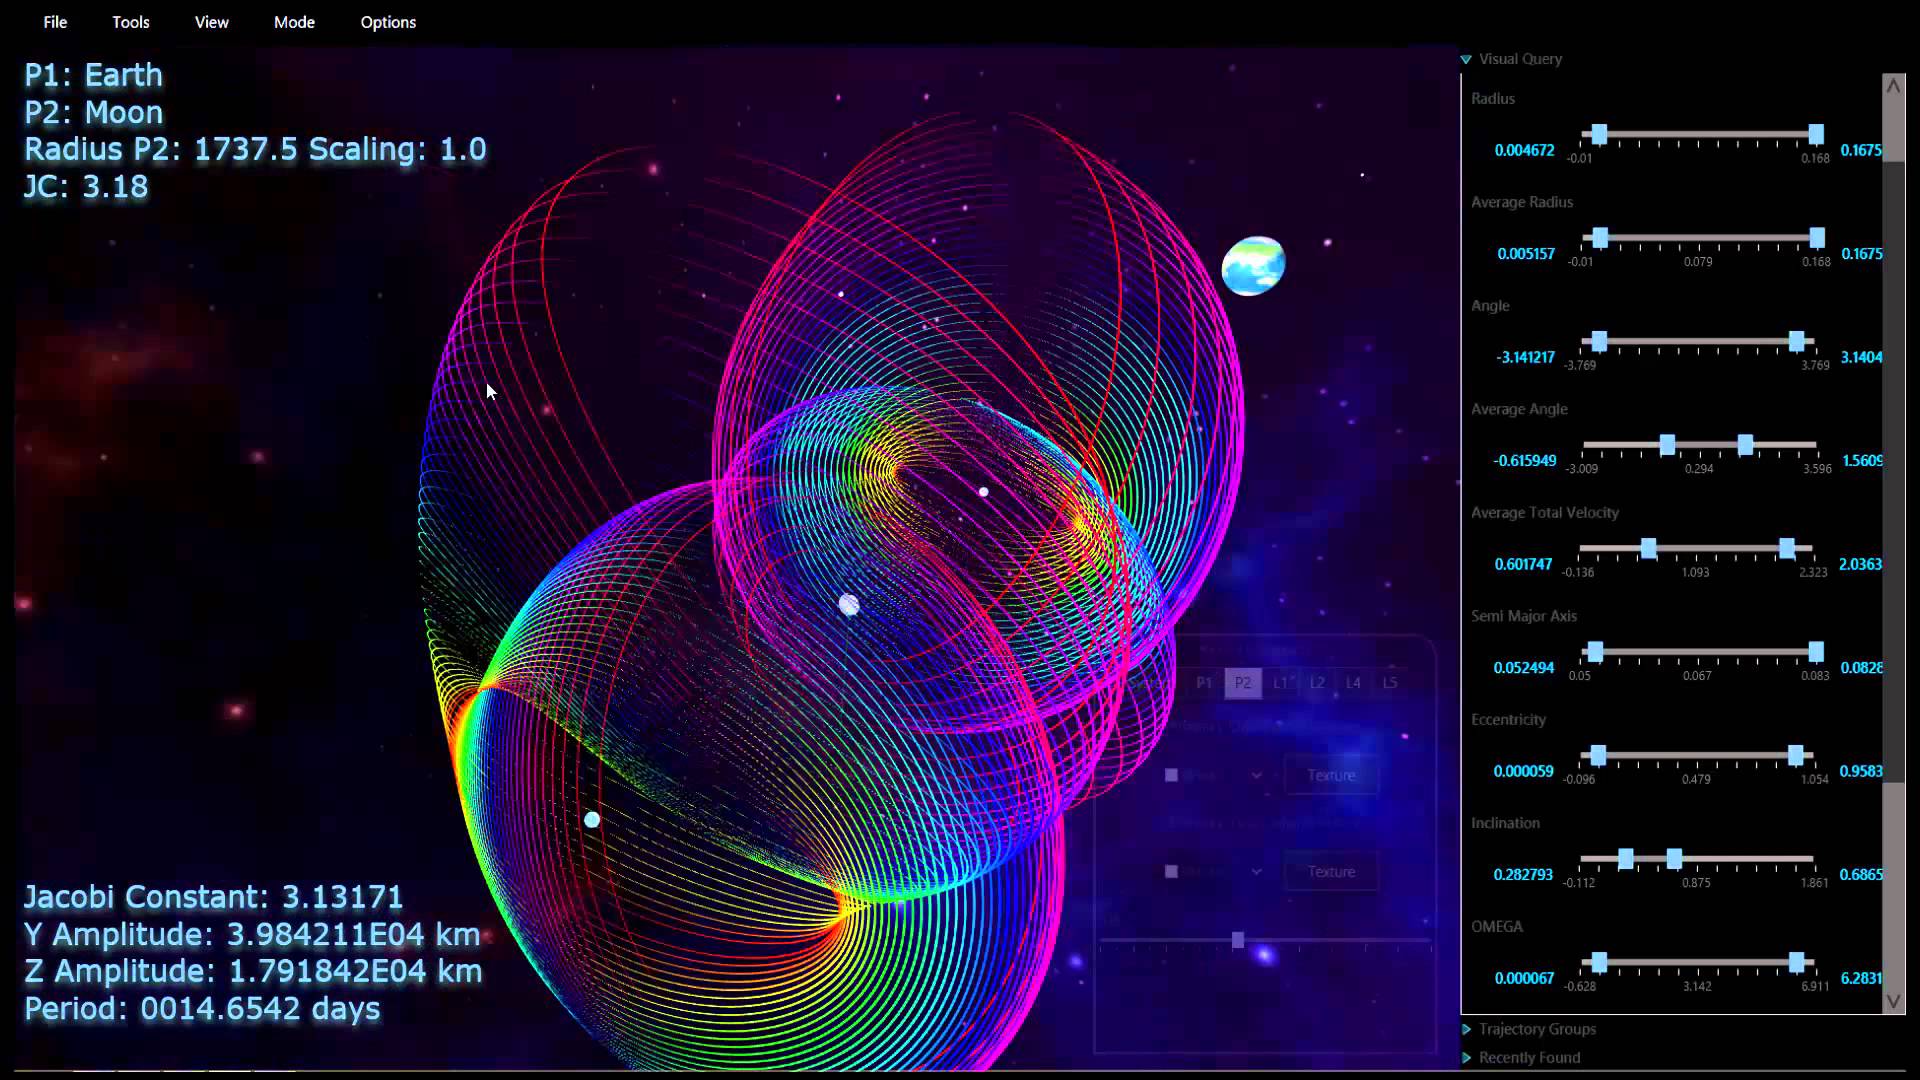 File Tools View Mode Options
P1: Earth
P2: Moon
Radius P2: 1737.5 Scaling: 1.0
JC: 3.18
Jacobi Constant: 3.13171
Y Amplitude: 3.984211E04 km
Z Amplitude: 1.791842E04 km
Period: 0014.6542 days
P1 P2 L1 L2 L4 L5
Texture
Texture
Visual Query
Radius
0.004672 -0.01 0.168 0.1675
Average Radius
0.005157 -0.01 0.079 0.168 0.1675
Angle
-3.141217 -3.769 3.769 3.1404
Average Angle
-0.615949 -3.009 0.294 3.596 1.5609
Average Total Velocity
0.601747 -0.136 1.093 2.323 2.0363
Semi Major Axis
0.052494 0.05 0.067 0.083 0.0828
Eccentricity
0.000059 -0.096 0.479 1.054 0.9583
Inclination
0.282793 -0.112 0.875 1.861 0.6865
OMEGA
0.000067 -0.628 3.142 6.911 6.2831
Trajectory Groups
Recently Found